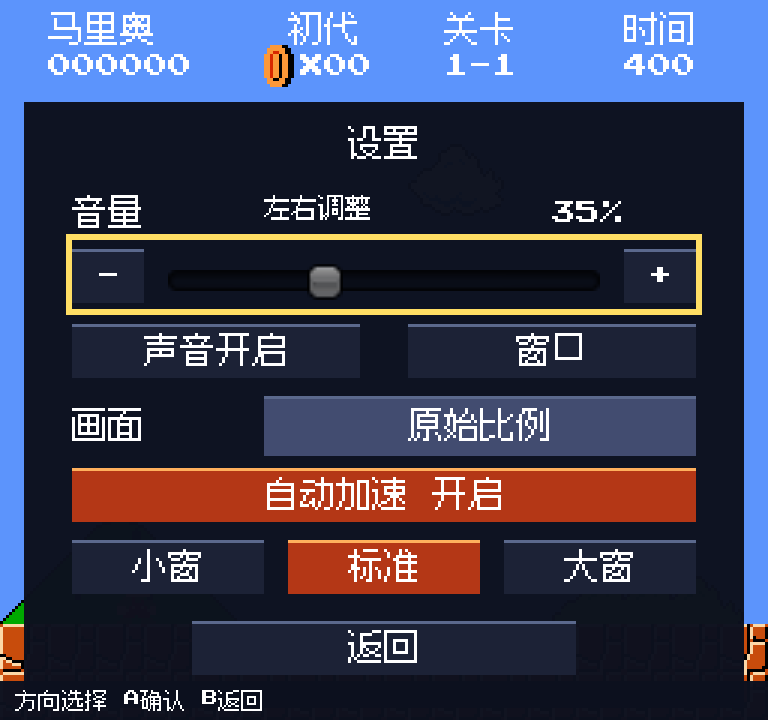 马里奥 初代 关卡 时间
000000 x00 1-1 400
设置
音量 左右调整 35%
- +
声音开启 窗口
画面 原始比例
自动加速 开启
小窗 标准 大窗
返回
方向选择 A确认 B返回